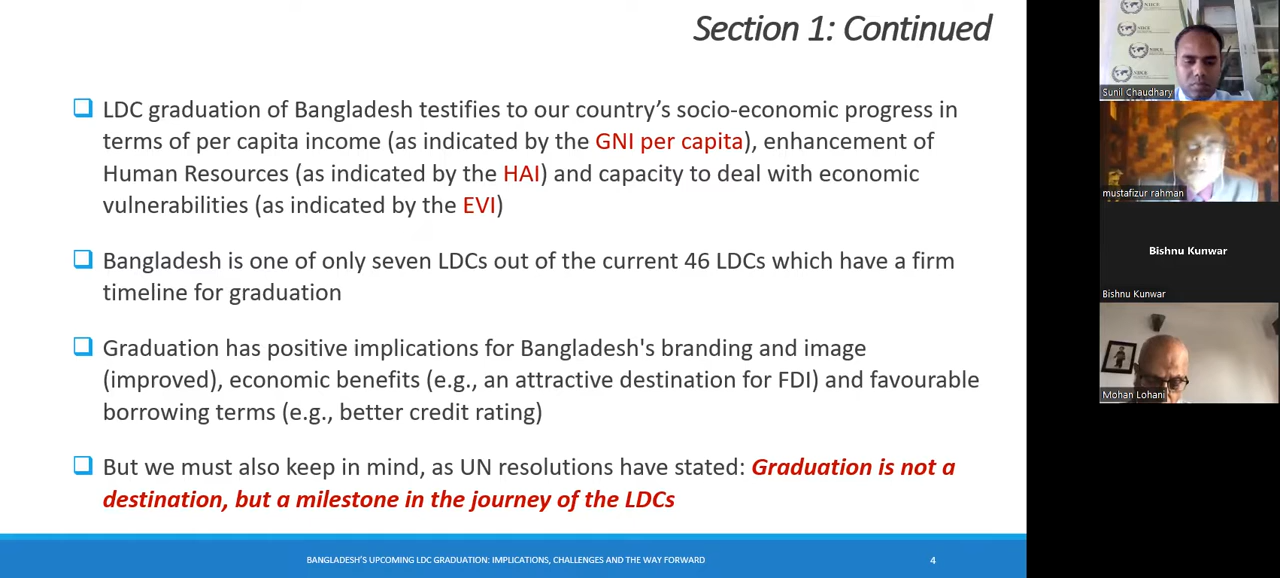 Section 1: Continued
LDC graduation of Bangladesh testifies to our country's socio-economic progress in
terms of per capita income (as indicated by the GNI per capita), enhancement of
Human Resources (as indicated by the HAI) and capacity to deal with economic
vulnerabilities (as indicated by the EVI)
Bangladesh is one of only seven LDCs out of the current 46 LDCs which have a firm
timeline for graduation
Graduation has positive implications for Bangladesh's branding and image
(improved), economic benefits (e.g., an attractive destination for FDI) and favourable
borrowing terms (e.g., better credit rating)
But we must also keep in mind, as UN resolutions have stated: Graduation is not a
destination, but a milestone in the journey of the LDCs
BANGLADESH'S UPCOMING LDC GRADUATION: IMPLICATIONS, CHALLENGES AND THE WAY FORWARD
4
Sunil Chaudhary
mustafizur rahman
Bishnu Kunwar
Bishnu Kunwar
Mohan Lohani